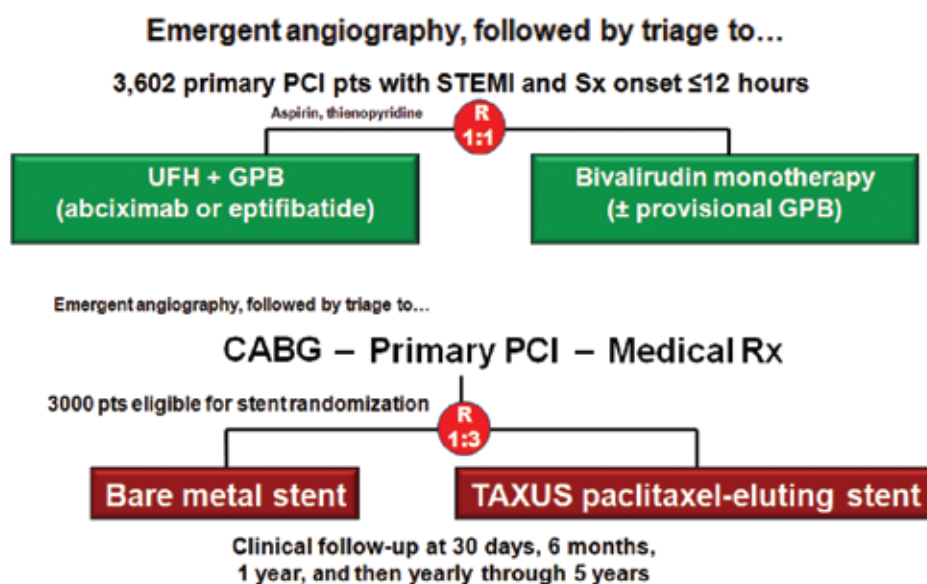 Emergent angiography, followed by triage to...
3,602 primary PCI pts with STEMI and Sx onset ≤12 hours
Aspirin, thienopyridine
R
1:1
UFH + GPB
(abciximab or eptifibatide)
Bivalirudin monotherapy
(± provisional GPB)
Emergent angiography, followed by triage to...
CABG – Primary PCI – Medical Rx
3000 pts eligible for stent randomization
R
1:3
Bare metal stent
TAXUS paclitaxel-eluting stent
Clinical follow-up at 30 days, 6 months,
1 year, and then yearly through 5 years